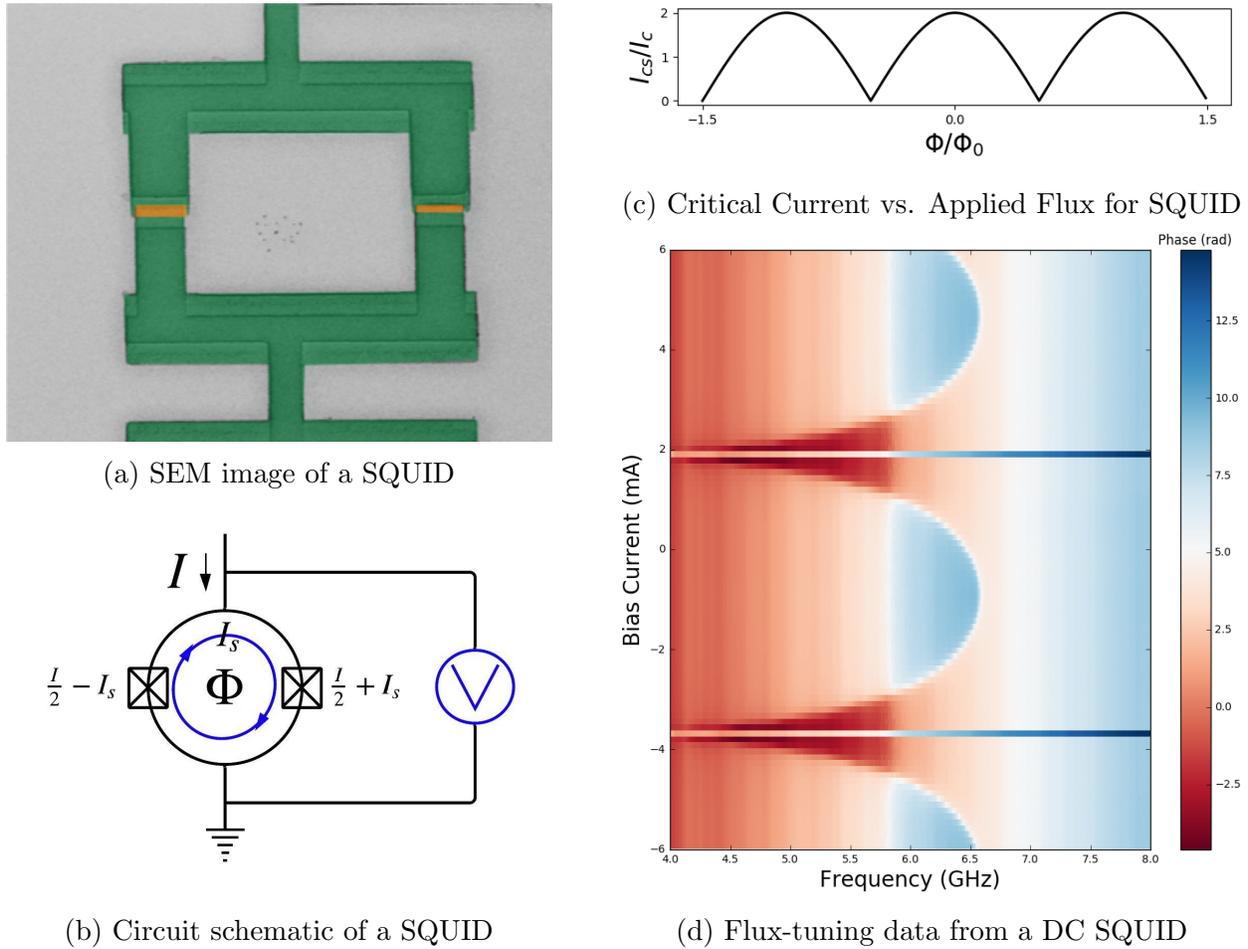 (a) SEM image of a SQUID
I
I_s
Φ
I/2 − I_s
I/2 + I_s
V
(b) Circuit schematic of a SQUID
I_cs/I_c
2
1
0
−1.5
0.0
1.5
Φ/Φ_0
(c) Critical Current vs. Applied Flux for SQUID
Phase (rad)
Bias Current (mA)
6
4
2
0
−2
−4
−6
4.0
4.5
5.0
5.5
6.0
6.5
7.0
7.5
8.0
Frequency (GHz)
12.5
10.0
7.5
5.0
2.5
0.0
−2.5
(d) Flux-tuning data from a DC SQUID